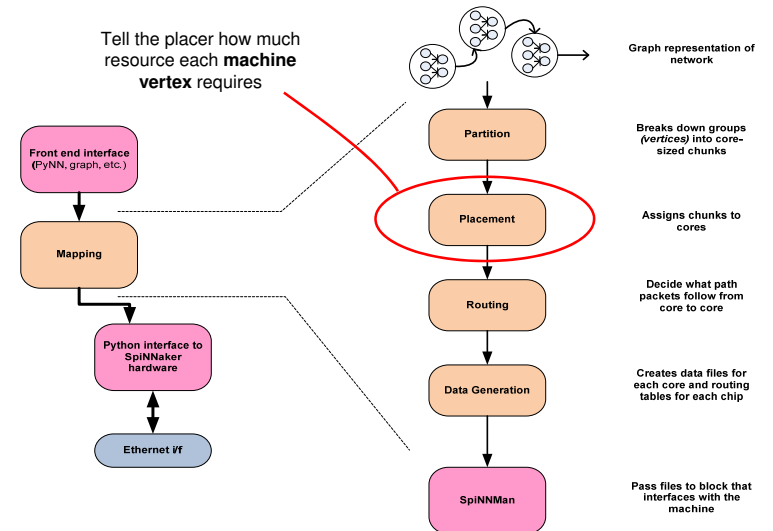 Tell the placer how much
resource each machine
vertex requires
Graph representation of
network
Front end interface
(PyNN, graph, etc.)
Partition
Breaks down groups
(vertices) into core-
sized chunks
Placement
Assigns chunks to
cores
Mapping
Routing
Decide what path
packets follow from
core to core
Python interface to
SpiNNaker
hardware
Data Generation
Creates data files for
each core and routing
tables for each chip
Ethernet i/f
SpiNNMan
Pass files to block that
interfaces with the
machine